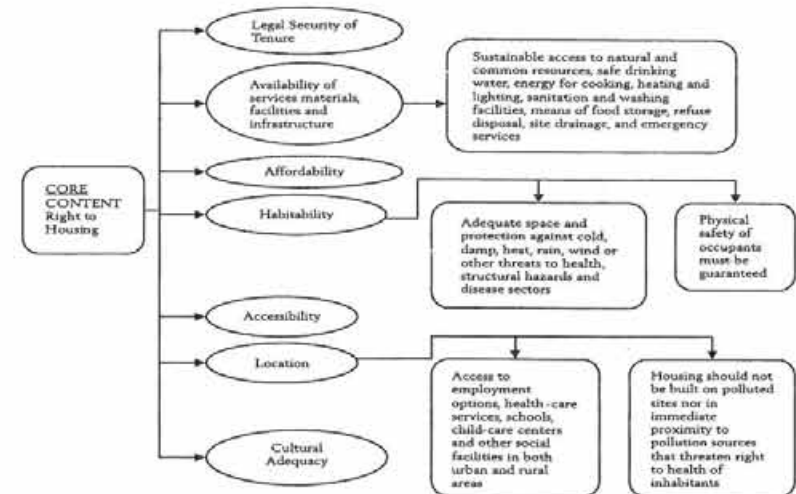 CORE
CONTENT
Right to
Housing
Legal Security of
Tenure
Availability of
services materials,
facilities and
infrastructure
Sustainable access to natural and
common resources, safe drinking
water, energy for cooking, heating and
lighting, sanitation and washing
facilities, means of food storage, refuse
disposal, site drainage, and emergency
services
Affordability
Habitability
Adequate space and
protection against cold,
damp, heat, rain, wind or
other threats to health,
structural hazards and
disease sectors
Physical
safety of
occupants
must be
guaranteed
Accessibility
Location
Access to
employment
options, health-care
services, schools,
child-care centers
and other social
facilities in both
urban and rural
areas
Housing should not
be built on polluted
sites nor in
immediate
proximity to
pollution sources
that threaten right
to health of
inhabitants
Cultural
Adequacy